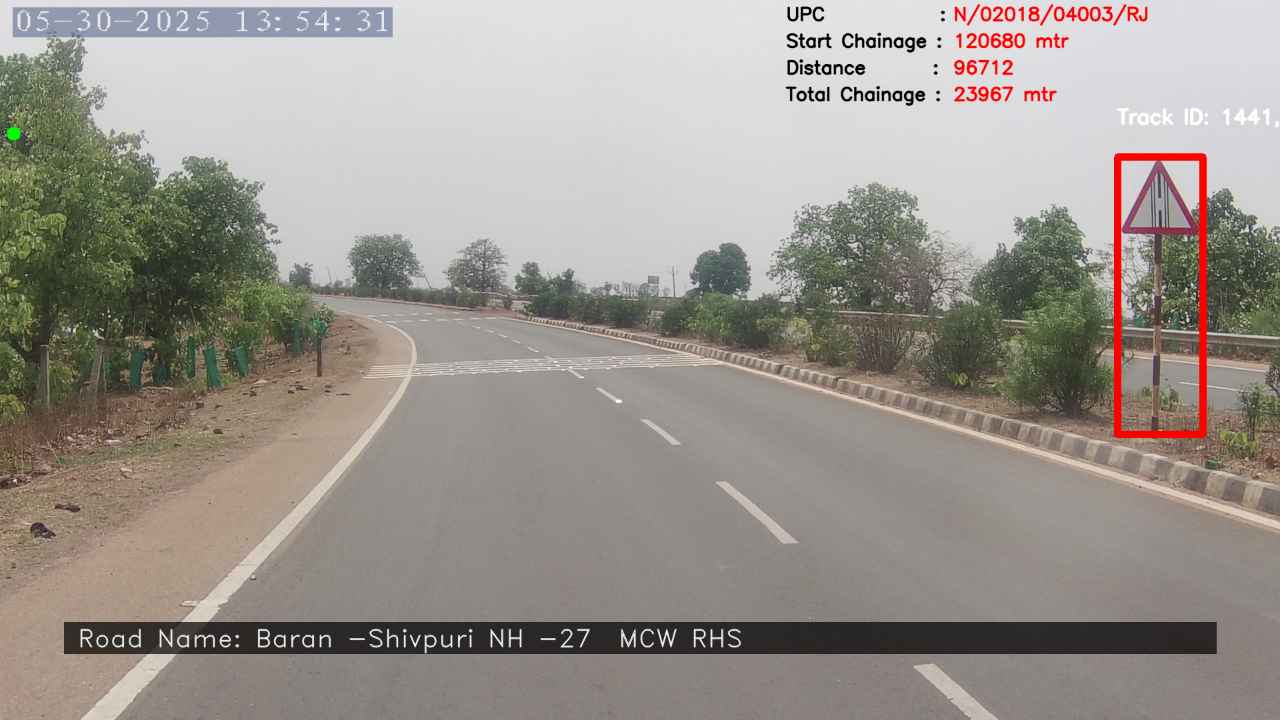 05-30-2025 13:54:31
UPC : N/02018/04003/RJ
Start Chainage : 120680 mtr
Distance : 96712
Total Chainage : 23967 mtr
Track ID: 1441,
Road Name: Baran -Shivpuri NH -27 MCW RHS